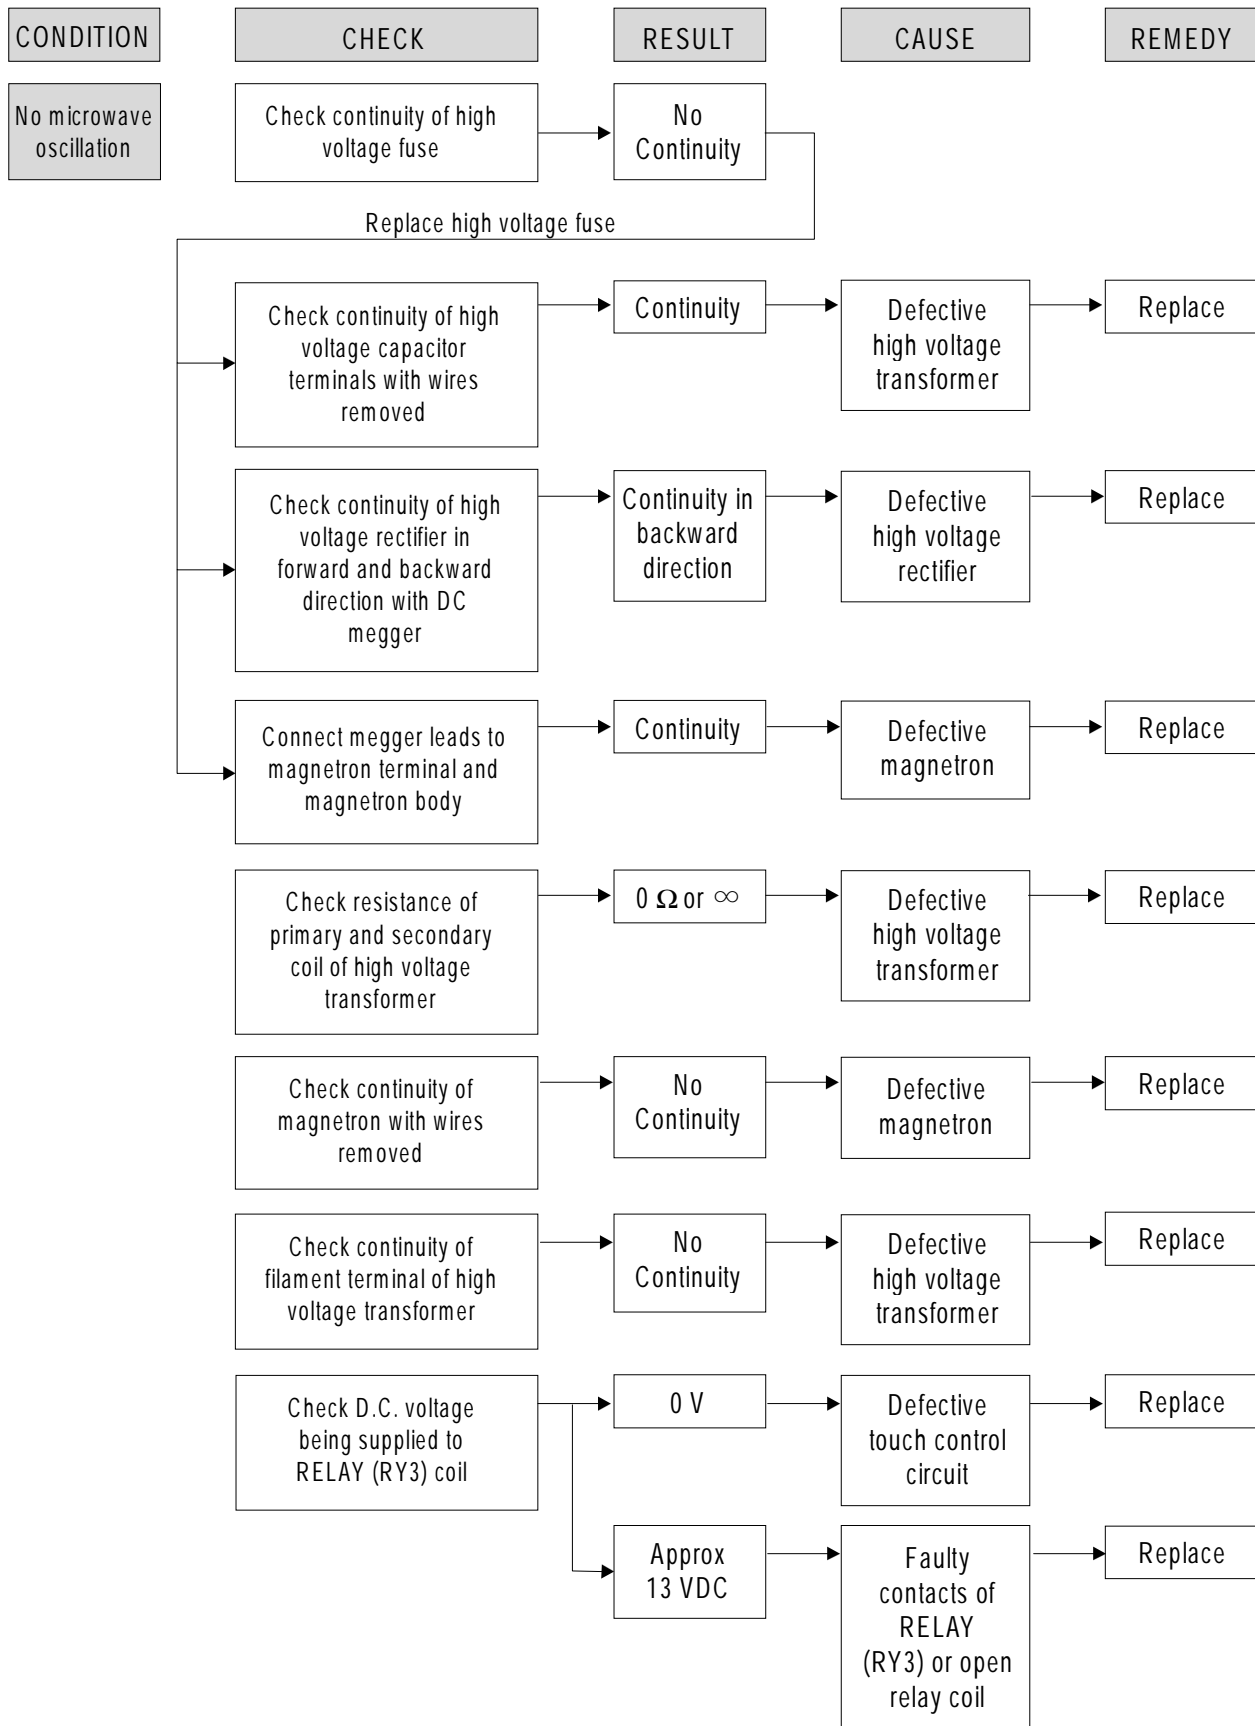 CONDITION
CHECK
RESULT
CAUSE
REMEDY
No microwave
oscillation
Check continuity of high
voltage fuse
No
Continuity
Replace high voltage fuse
Check continuity of high
voltage capacitor
terminals with wires
removed
Continuity
Defective
high voltage
transformer
Replace
Check continuity of high
voltage rectifier in
forward and backward
direction with DC
megger
Continuity in
backward
direction
Defective
high voltage
rectifier
Replace
Connect megger leads to
magnetron terminal and
magnetron body
Continuity
Defective
magnetron
Replace
Check resistance of
primary and secondary
coil of high voltage
transformer
0 Ω or ∞
Defective
high voltage
transformer
Replace
Check continuity of
magnetron with wires
removed
No
Continuity
Defective
magnetron
Replace
Check continuity of
filament terminal of high
voltage transformer
No
Continuity
Defective
high voltage
transformer
Replace
Check D.C. voltage
being supplied to
RELAY (RY3) coil
0 V
Defective
touch control
circuit
Replace
Approx
13 VDC
Faulty
contacts of
RELAY
(RY3) or open
relay coil
Replace